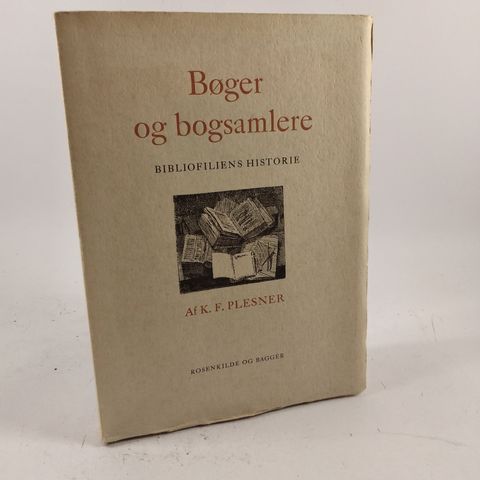 Bøger
og bogsamlere
BIBLIOFILIENS HISTORIE
Af K. F. PLESNER
ROSENKILDE OG BAGGER